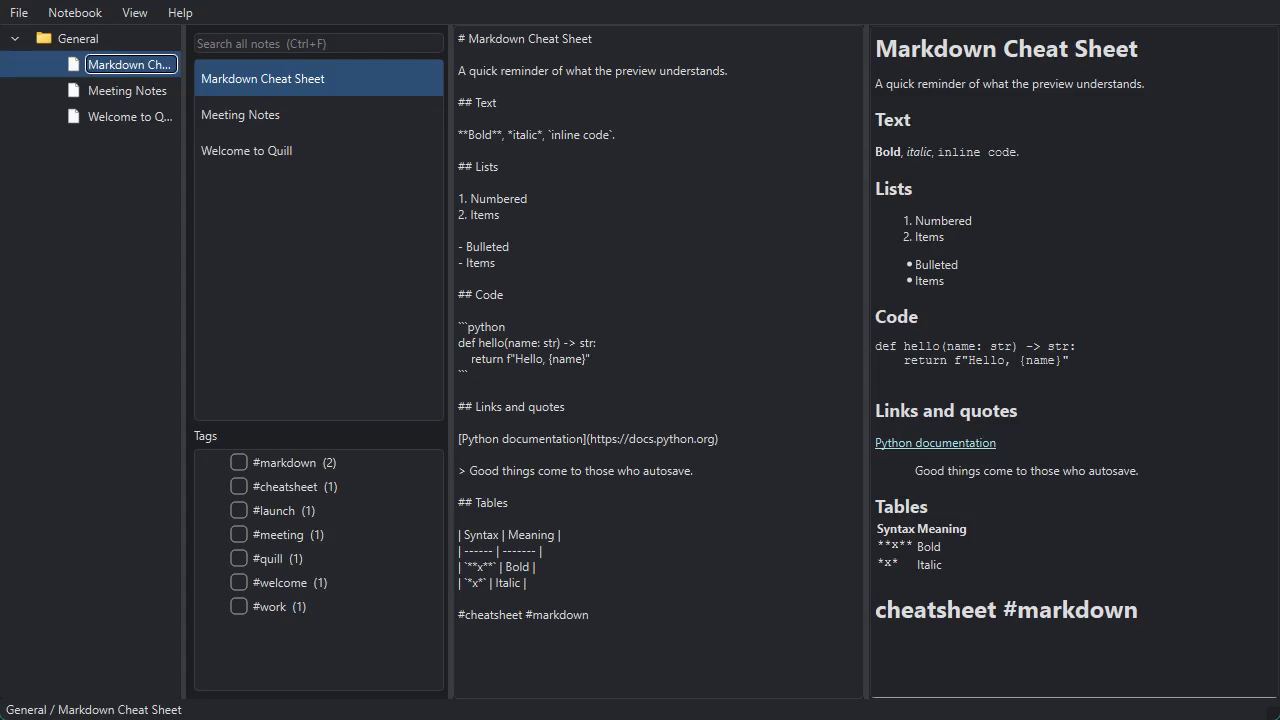 File Notebook View Help
General
Markdown Ch...
Meeting Notes
Welcome to Q...
Search all notes (Ctrl+F)
Markdown Cheat Sheet
Meeting Notes
Welcome to Quill
Tags
#markdown (2)
#cheatsheet (1)
#launch (1)
#meeting (1)
#quill (1)
#welcome (1)
#work (1)
# Markdown Cheat Sheet
A quick reminder of what the preview understands.
## Text
**Bold**, *italic*, `inline code`.
## Lists
1. Numbered
2. Items
- Bulleted
- Items
## Code
```python
def hello(name: str) -> str:
    return f"Hello, {name}"
```
## Links and quotes
[Python documentation](https://docs.python.org)
> Good things come to those who autosave.
## Tables
| Syntax | Meaning |
| ------ | ------- |
| `**x**` | Bold |
| `*x*` | Italic |
#cheatsheet #markdown
Markdown Cheat Sheet
A quick reminder of what the preview understands.
Text
Bold, italic, inline code.
Lists
1. Numbered
2. Items
• Bulleted
• Items
Code
def hello(name: str) -> str:
    return f"Hello, {name}"
Links and quotes
Python documentation
Good things come to those who autosave.
Tables
Syntax Meaning
**x** Bold
*x* Italic
cheatsheet #markdown
General / Markdown Cheat Sheet